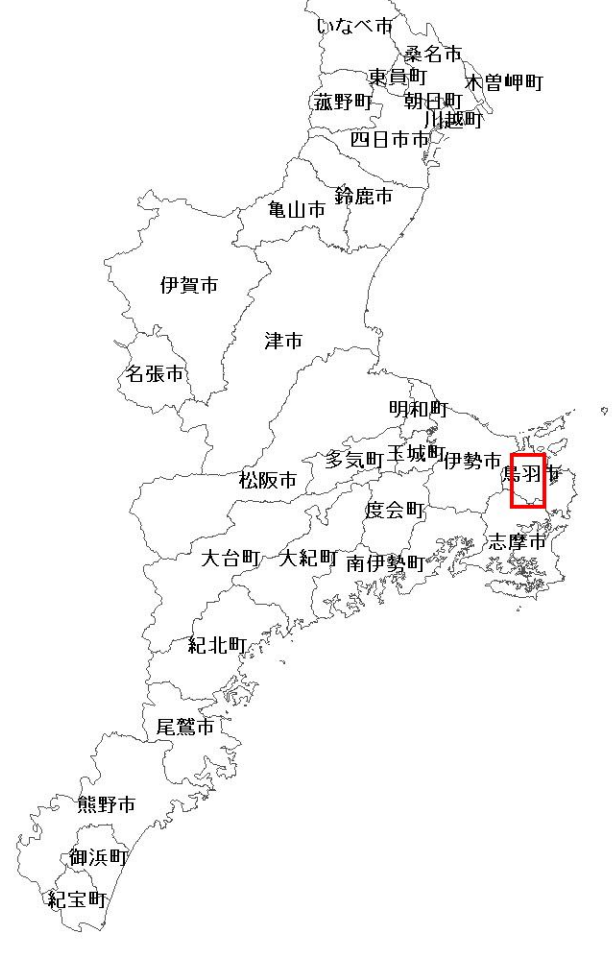 いなべ市
桑名市
東員町
木曽岬町
菰野町
朝日町
川越町
四日市市
鈴鹿市
亀山市
伊賀市
津市
名張市
明和町
玉城町
多気町
伊勢市
鳥羽市
松阪市
度会町
志摩市
大台町
大紀町
南伊勢町
紀北町
尾鷲市
熊野市
御浜町
紀宝町